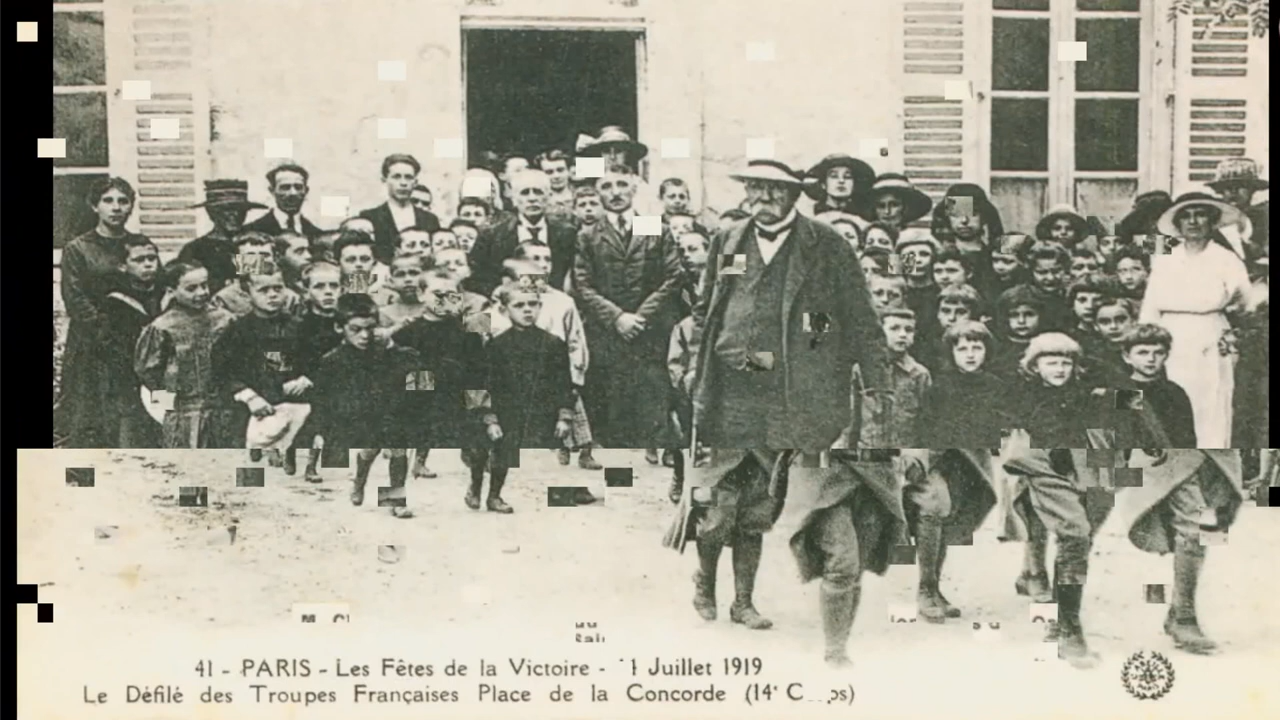 41 - PARIS - Les Fêtes de la Victoire - Juillet 1919
Le Défilé des Troupes Françaises Place de la Concorde (14ᵉ